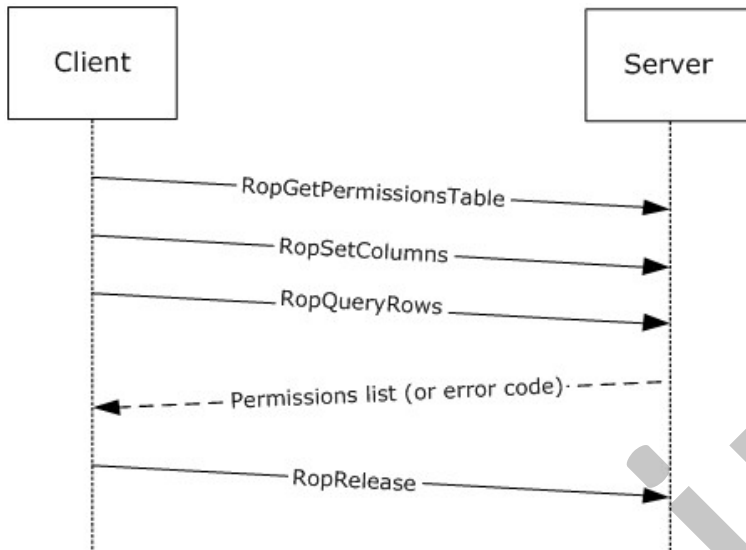 Client
Server
RopGetPermissionsTable
RopSetColumns
RopQueryRows
Permissions list (or error code)
RopRelease